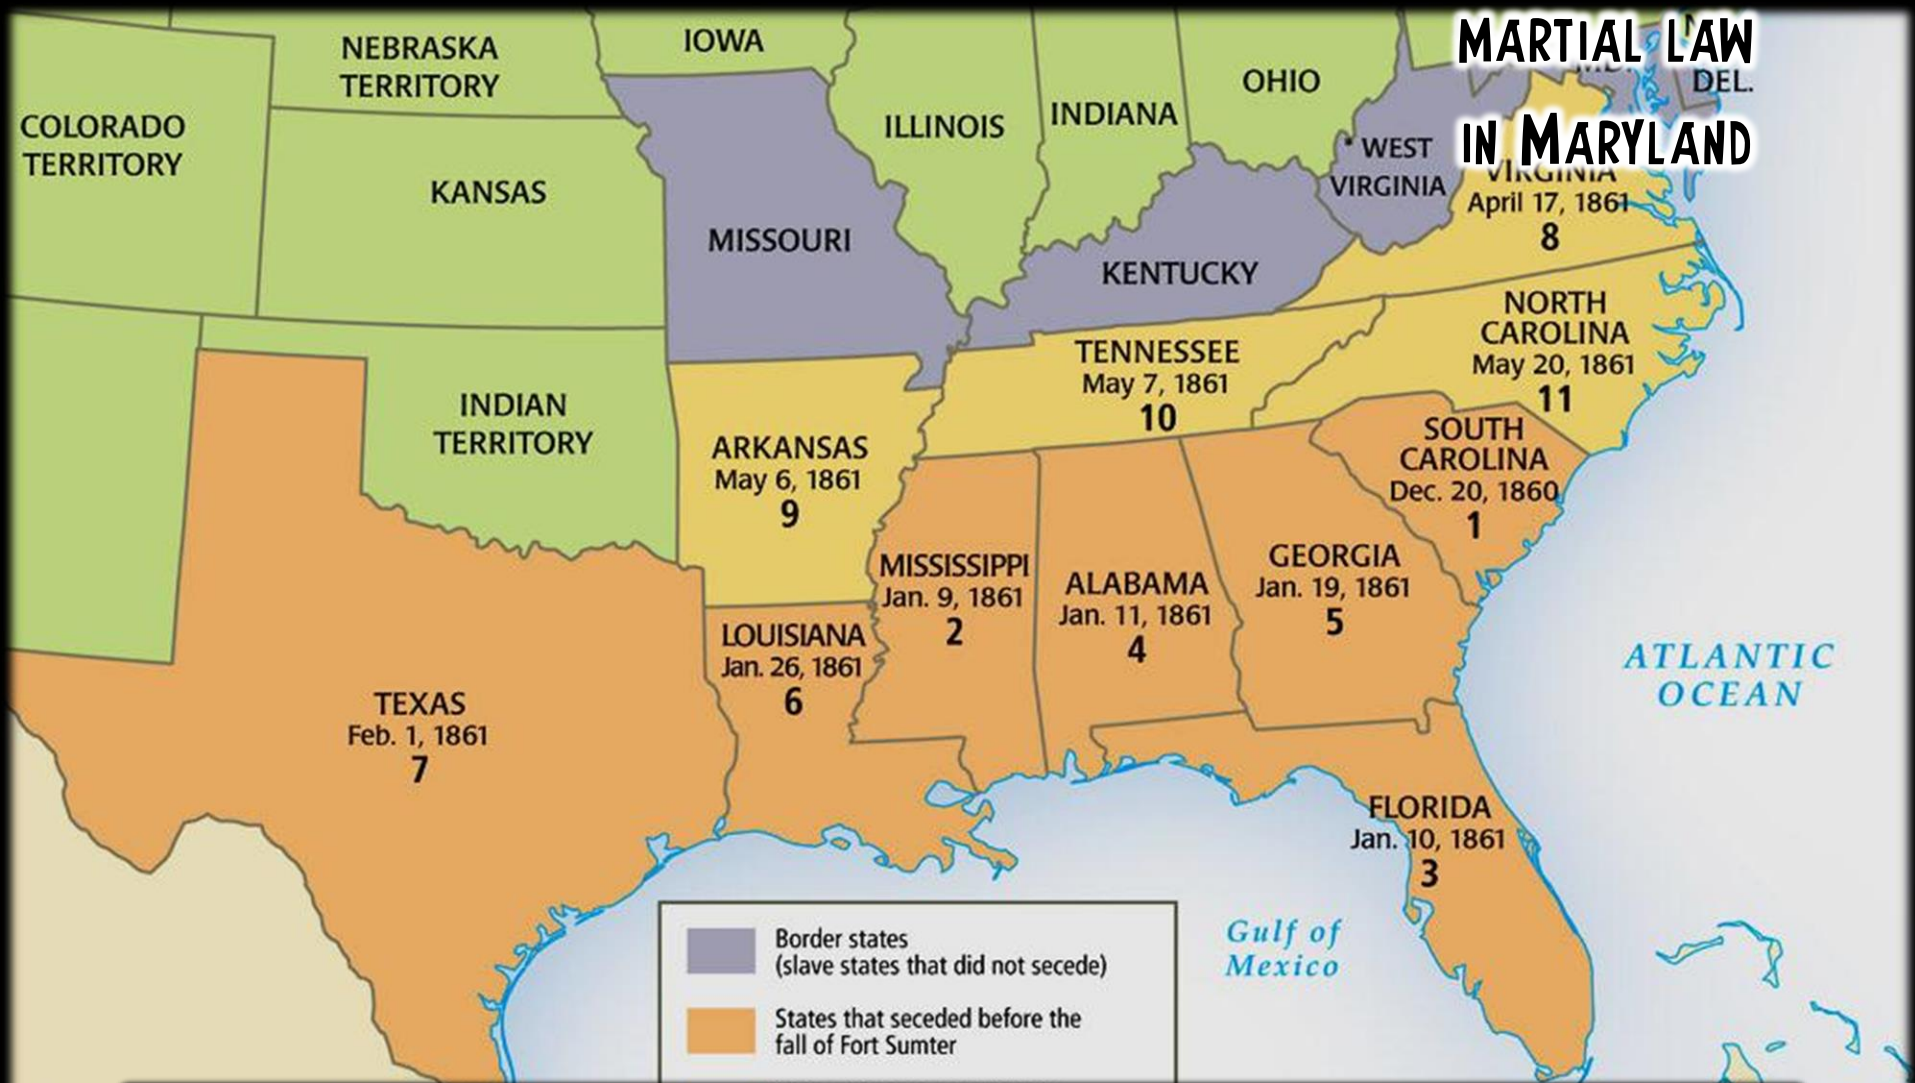 MARTIAL LAW
IN MARYLAND
NEBRASKA
TERRITORY
IOWA
ILLINOIS
INDIANA
OHIO
M.D.
DEL.
COLORADO
TERRITORY
KANSAS
MISSOURI
KENTUCKY
WEST
VIRGINIA
VIRGINIA
April 17, 1861
8
NORTH
CAROLINA
May 20, 1861
11
TENNESSEE
May 7, 1861
10
INDIAN
TERRITORY
ARKANSAS
May 6, 1861
9
SOUTH
CAROLINA
Dec. 20, 1860
1
MISSISSIPPI
Jan. 9, 1861
2
ALABAMA
Jan. 11, 1861
4
GEORGIA
Jan. 19, 1861
5
LOUISIANA
Jan. 26, 1861
6
TEXAS
Feb. 1, 1861
7
ATLANTIC
OCEAN
FLORIDA
Jan. 10, 1861
3
Gulf of
Mexico
Border states
(slave states that did not secede)
States that seceded before the
fall of Fort Sumter